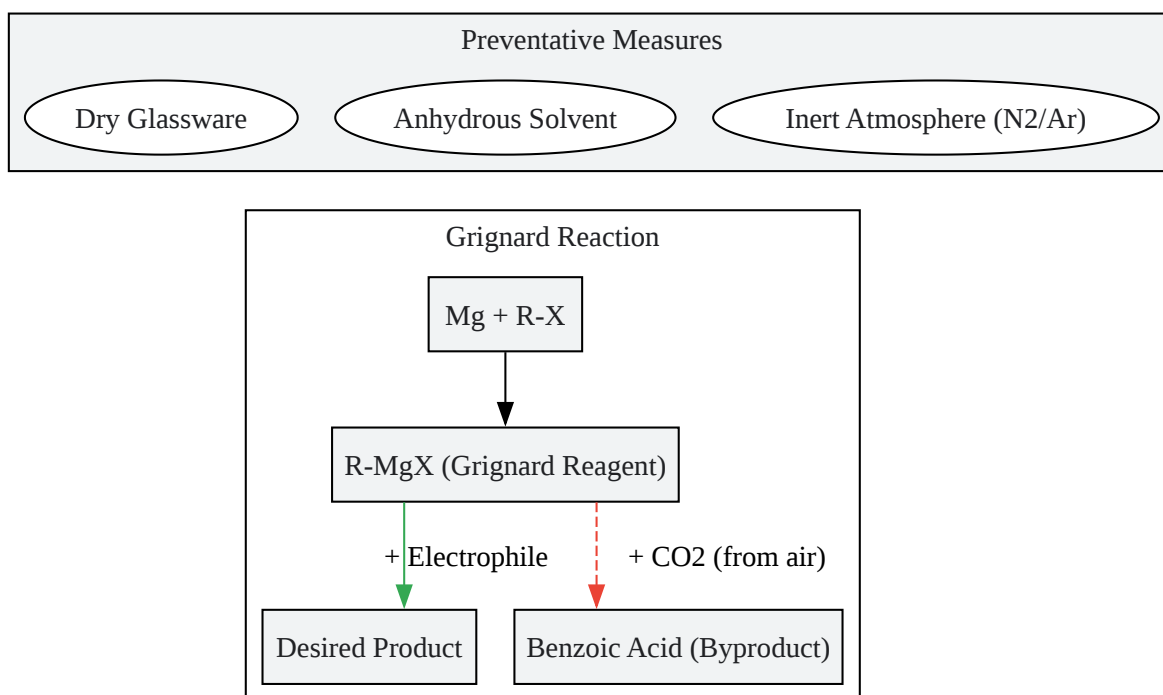 Preventative Measures
Dry Glassware
Anhydrous Solvent
Inert Atmosphere (N2/Ar)
Grignard Reaction
Mg + R-X
R-MgX (Grignard Reagent)
+ Electrophile
+ CO2 (from air)
Desired Product
Benzoic Acid (Byproduct)